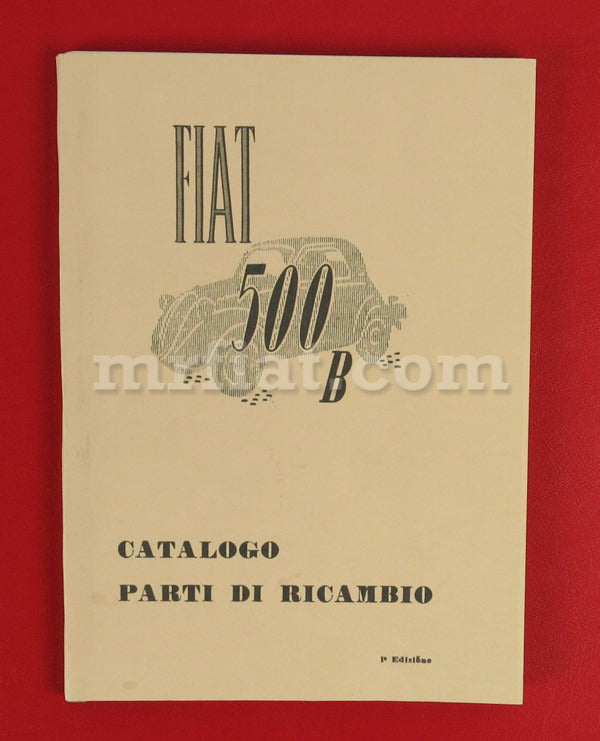 FIAT
500
B
mrfiat.com
CATALOGO
PARTI DI RICAMBIO
1ª Edizione